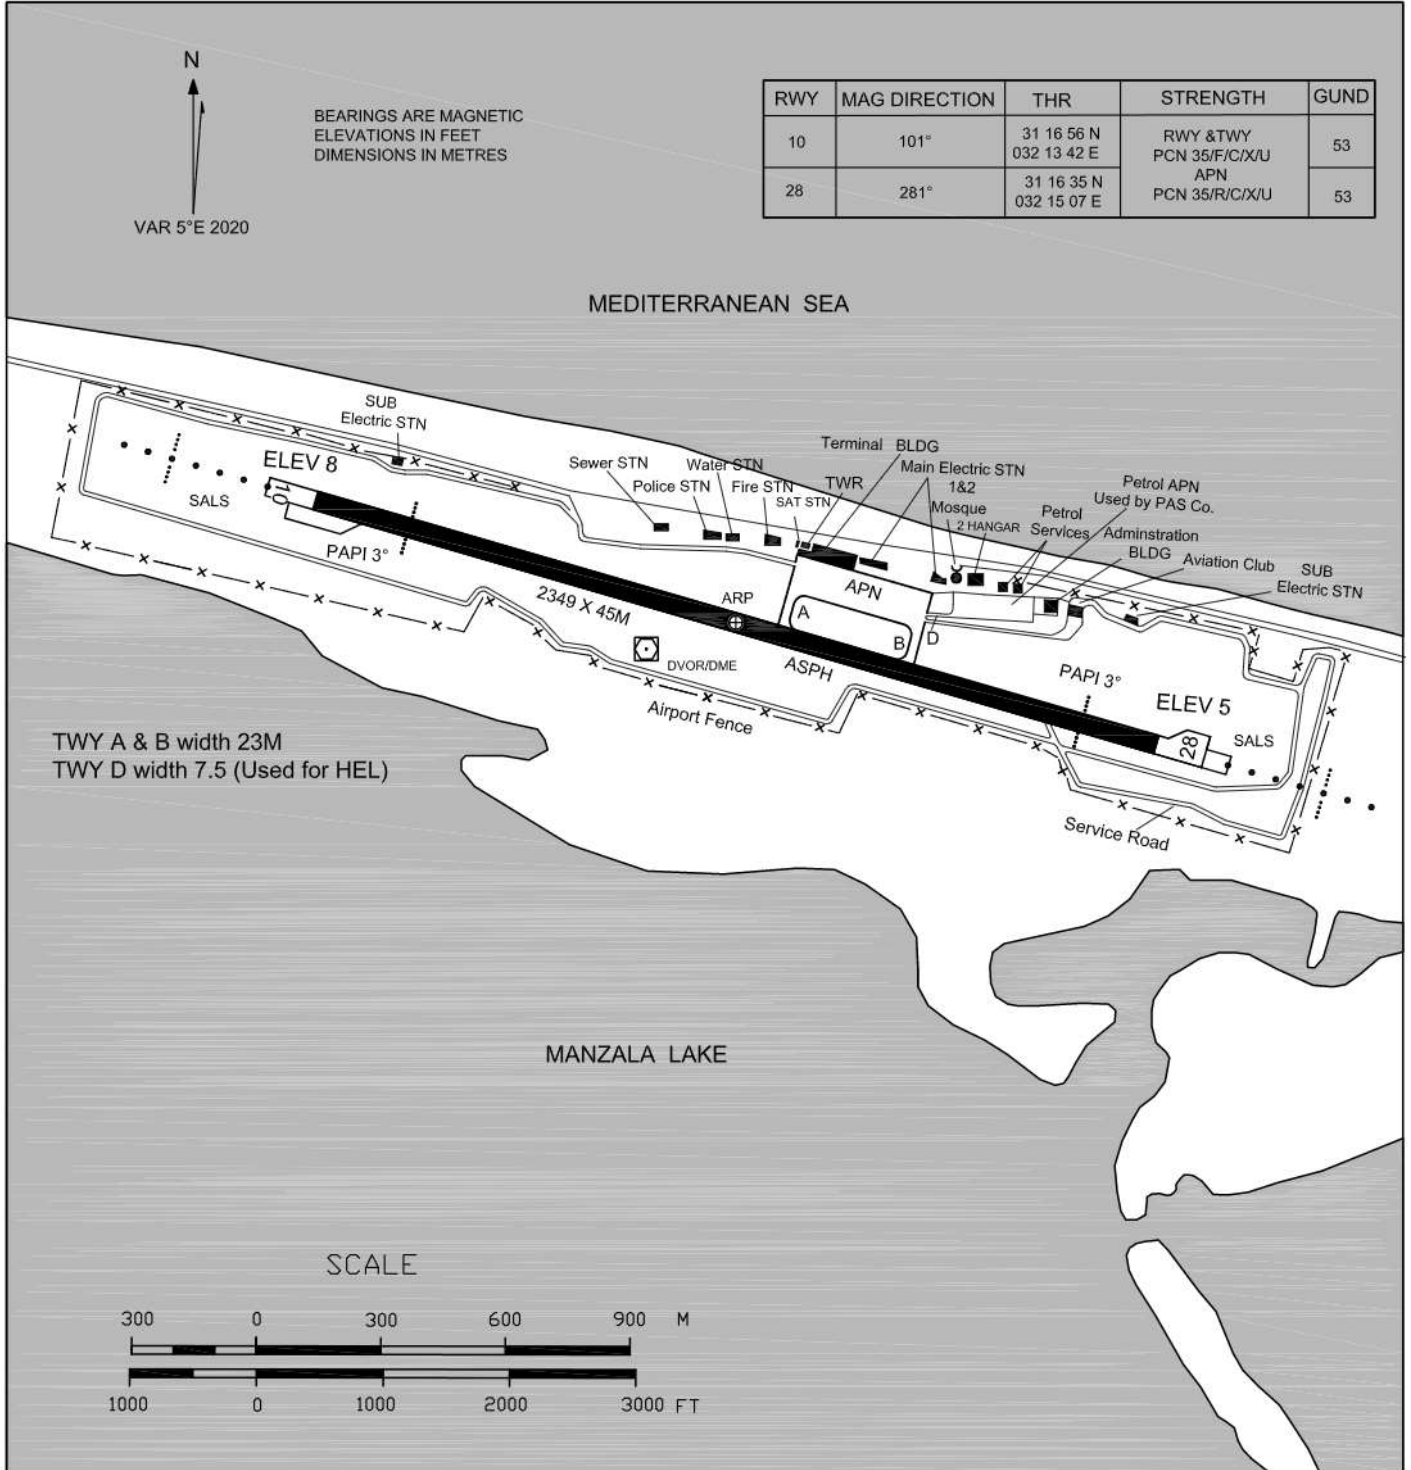 N
VAR 5°E 2020
BEARINGS ARE MAGNETIC
ELEVATIONS IN FEET
DIMENSIONS IN METRES
RWY MAG DIRECTION THR STRENGTH GUND
10 101° 31 16 56 N 032 13 42 E RWY &TWY PCN 35/F/C/X/U 53
28 281° 31 16 35 N 032 15 07 E APN PCN 35/R/C/X/U 53
MEDITERRANEAN SEA
SUB
Electric STN
ELEV 8
SALS
10
PAPI 3°
2349 X 45M
Sewer STN
Police STN
Water STN
Fire STN
SAT STN
TWR
Terminal BLDG
Main Electric STN
1&2
Mosque
2 HANGAR
Petrol
Services
Petrol APN
Used by PAS Co.
Adminstration
BLDG
Aviation Club
SUB
Electric STN
ARP
APN
A
B
D
DVOR/DME
ASPH
Airport Fence
PAPI 3°
ELEV 5
28
SALS
Service Road
TWY A & B width 23M
TWY D width 7.5 (Used for HEL)
MANZALA LAKE
SCALE
300 0 300 600 900 M
1000 0 1000 2000 3000 FT